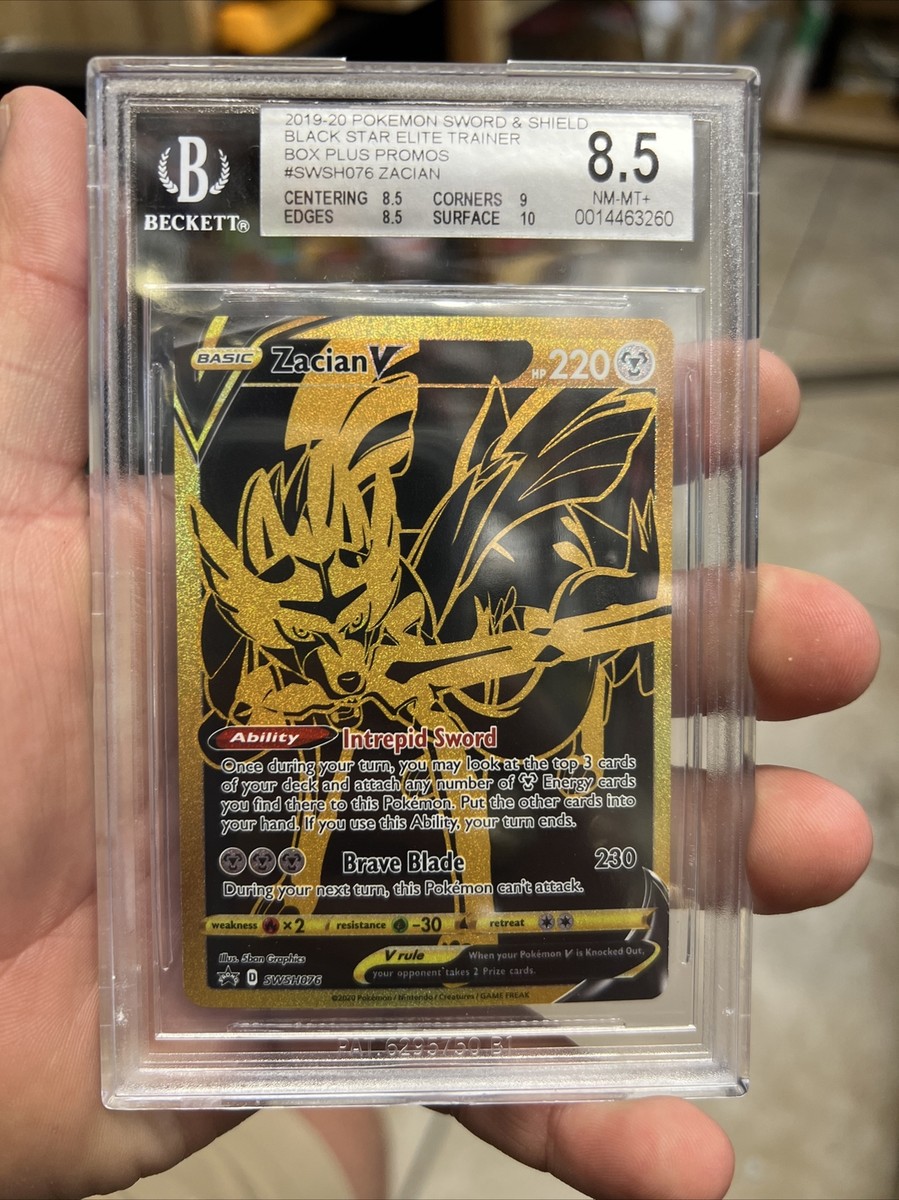 2019-20 POKEMON SWORD & SHIELD
BLACK STAR ELITE TRAINER
BOX PLUS PROMOS
#SWSH076 ZACIAN
CENTERING 8.5 CORNERS 9
EDGES 8.5 SURFACE 10
8.5
NM-MT+
0014463260
B
BECKETT®
BASIC Zacian V HP 220
Ability Intrepid Sword
Once during your turn, you may look at the top 3 cards
of your deck and attach any number of Energy cards
you find there to this Pokémon. Put the other cards into
your hand. If you use this Ability, your turn ends.
Brave Blade 230
During your next turn, this Pokémon can't attack.
weakness ×2 resistance -30 retreat
Illus. 5ban Graphics
V rule When your Pokémon V is Knocked Out,
your opponent takes 2 Prize cards.
D SWSH076
©2020 Pokémon / Nintendo / Creatures / GAME FREAK
PAT. 6295750 B1